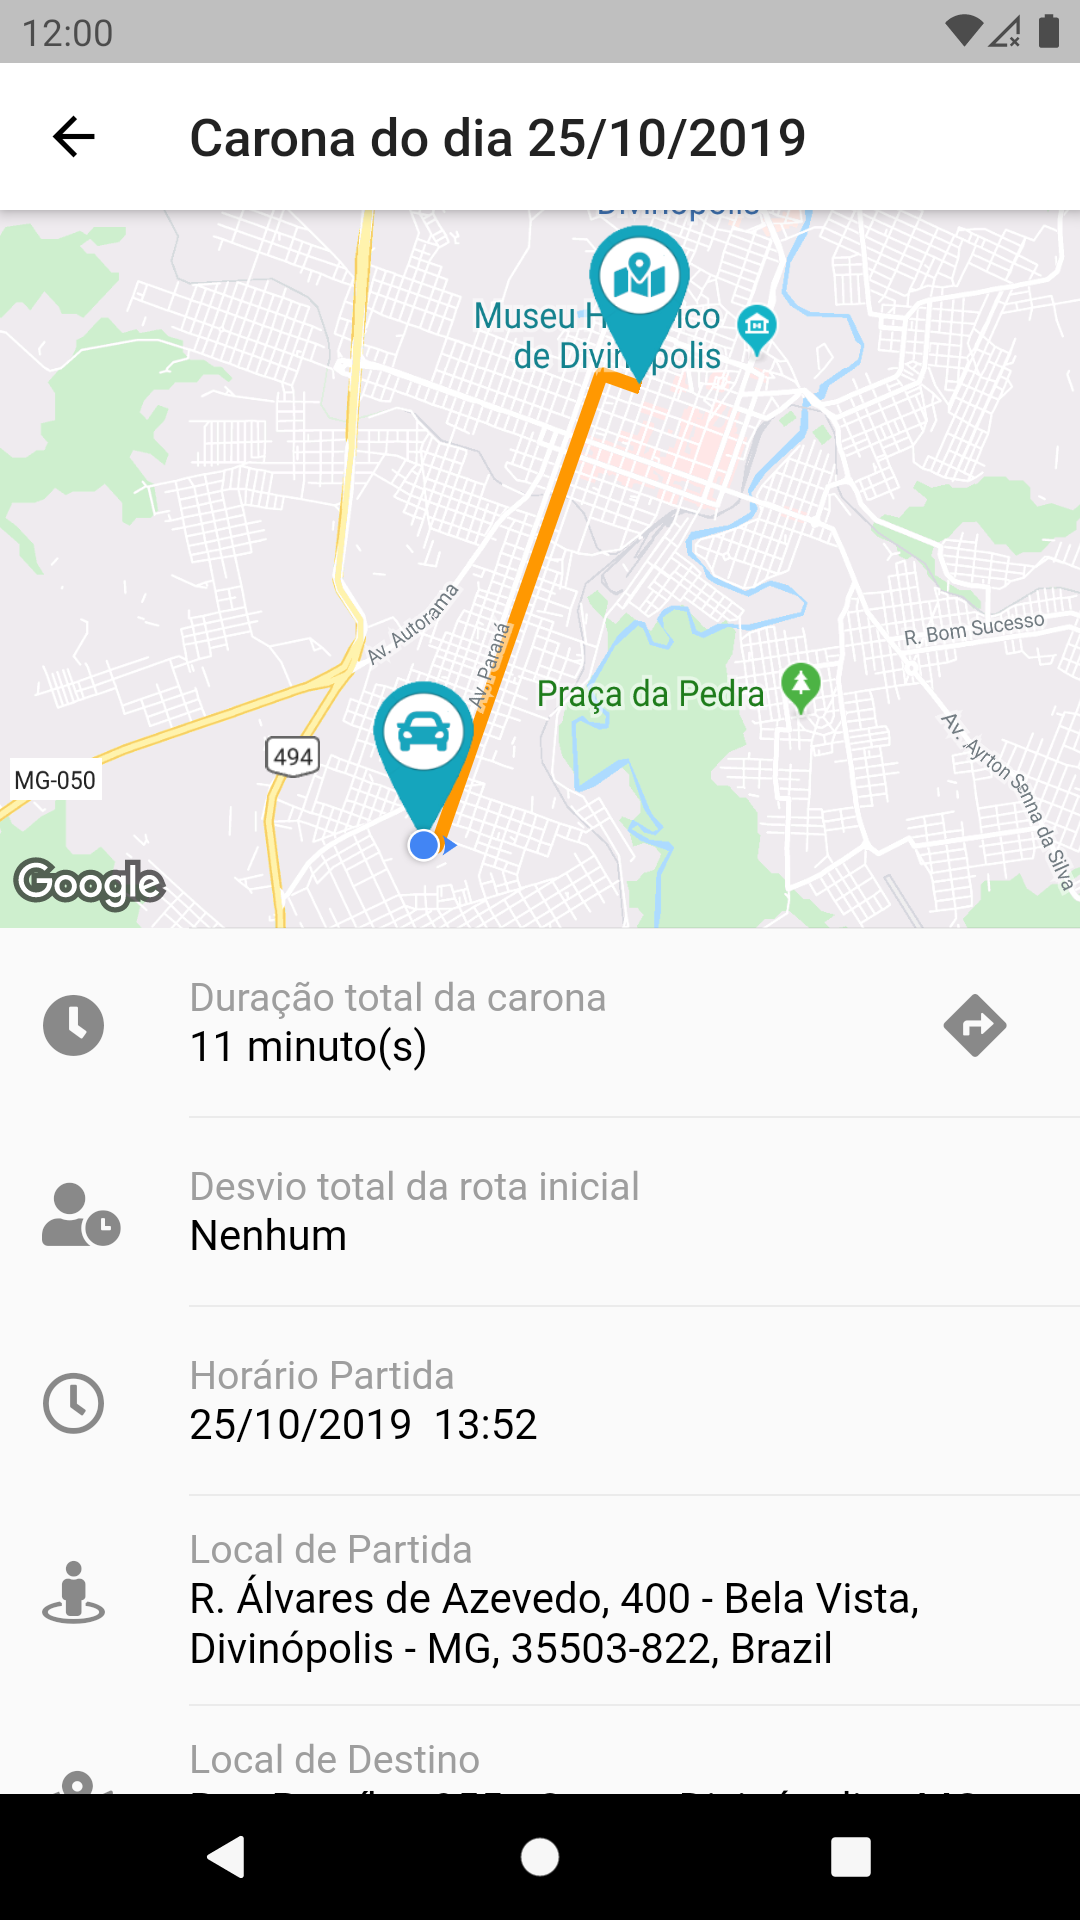 12:00
Carona do dia 25/10/2019
Divinópolis
Museu H
ico
de Divin
polis
Av. Autorama
Av. Paraná
R. Bom Sucesso
Praça da Pedra
Av. Ayrton Senna da Silva
494
MG-050
Google
Duração total da carona
11 minuto(s)
Desvio total da rota inicial
Nenhum
Horário Partida
25/10/2019 13:52
Local de Partida
R. Álvares de Azevedo, 400 - Bela Vista,
Divinópolis - MG, 35503-822, Brazil
Local de Destino